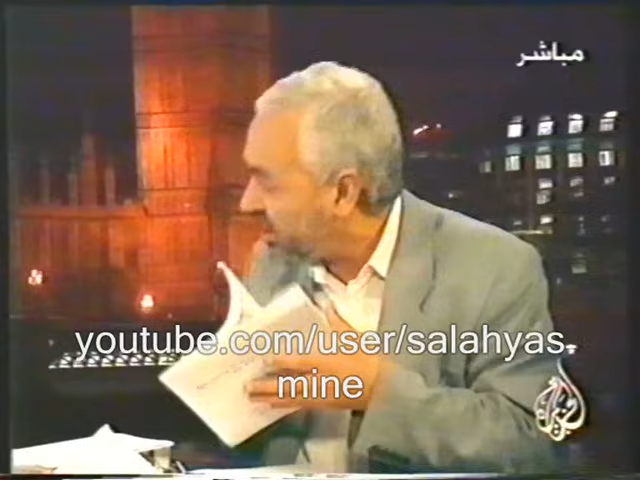 مباشر
youtube.com/user/salahyas
mine